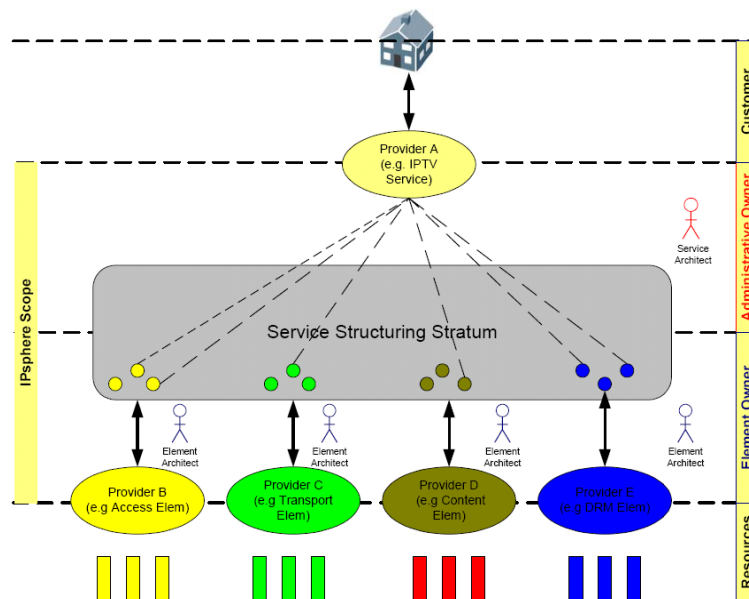 Customer
Provider A
(e.g. IPTV
Service)
IPsphere Scope
Administrative Owner
Service
Architect
Service Structuring Stratum
Element Owner
Element
Architect
Element
Architect
Element
Architect
Element
Architect
Provider B
(e.g Access Elem)
Provider C
(e.g Transport
Elem)
Provider D
(e.g Content
Elem)
Provider E
(e.g DRM Elem)
Resources